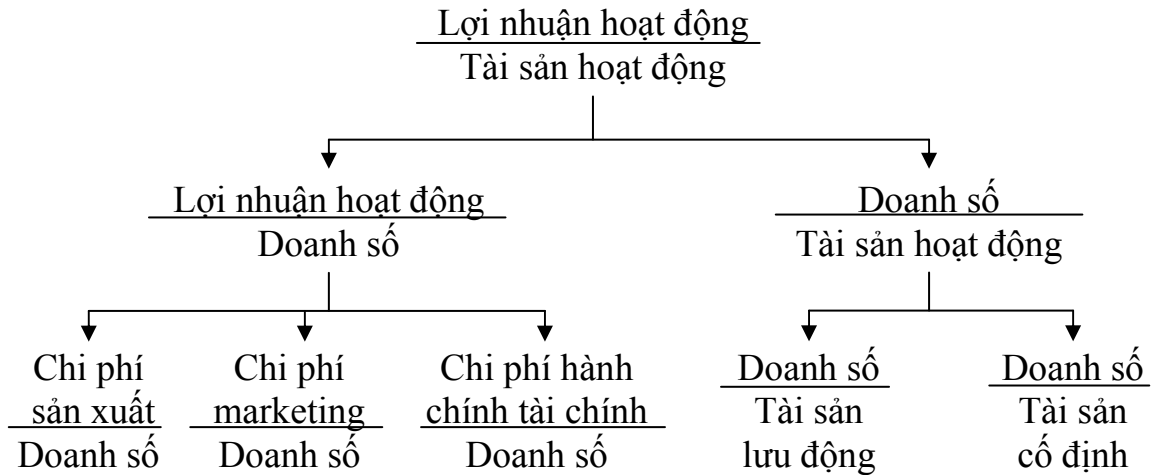 Lợi nhuận hoạt động
Tài sản hoạt động
Lợi nhuận hoạt động
Doanh số
Doanh số
Tài sản hoạt động
Chi phí
sản xuất
Doanh số
Chi phí
marketing
Doanh số
Chi phí hành
chính tài chính
Doanh số
Doanh số
Tài sản
lưu động
Doanh số
Tài sản
cố định